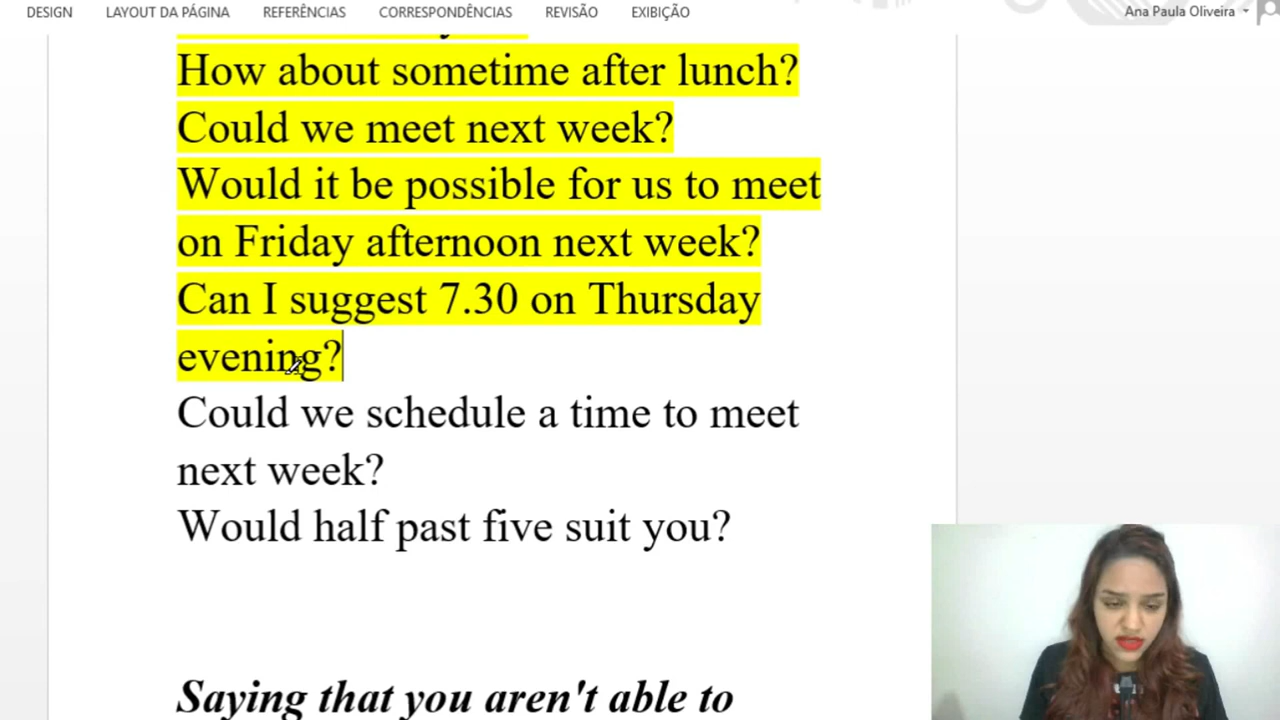 DESIGN LAYOUT DA PÁGINA REFERÊNCIAS CORRESPONDÊNCIAS REVISÃO EXIBIÇÃO Ana Paula Oliveira
How about sometime after lunch?
Could we meet next week?
Would it be possible for us to meet
on Friday afternoon next week?
Can I suggest 7.30 on Thursday
evening?
Could we schedule a time to meet
next week?
Would half past five suit you?
Saying that you aren't able to